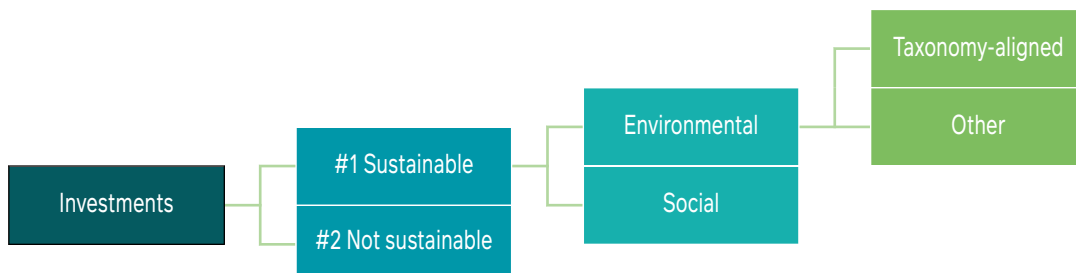 Investments
#1 Sustainable
#2 Not sustainable
Environmental
Social
Taxonomy-aligned
Other